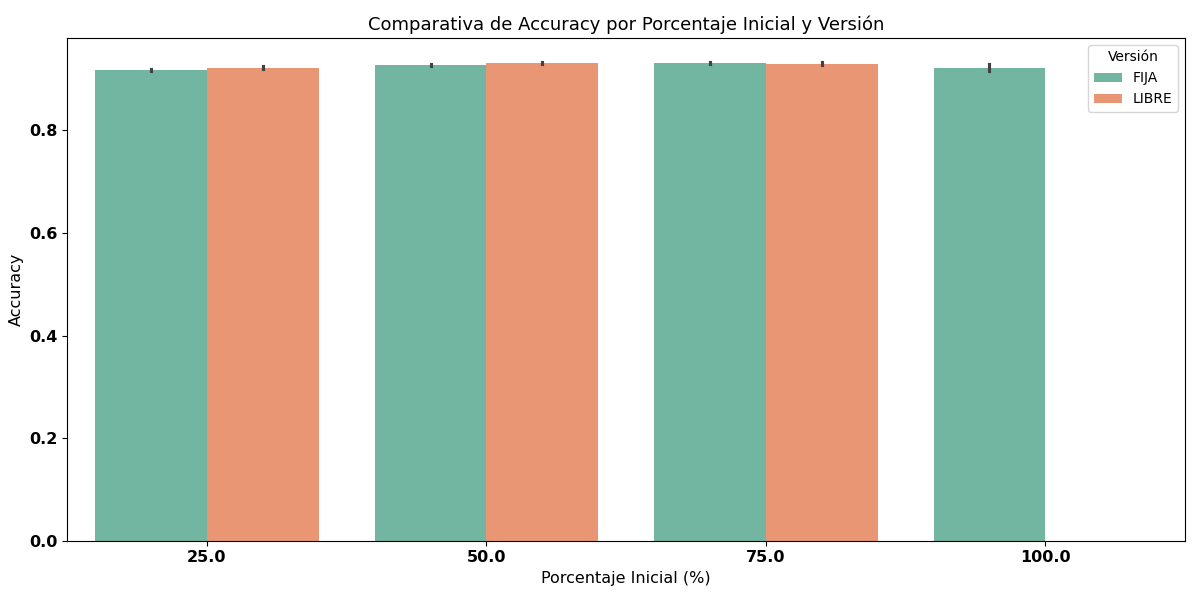 Comparativa de Accuracy por Porcentaje Inicial y Versión
Versión
FIJA
LIBRE
Accuracy
0.8
0.6
0.4
0.2
0.0
25.0 50.0 75.0 100.0
Porcentaje Inicial (%)